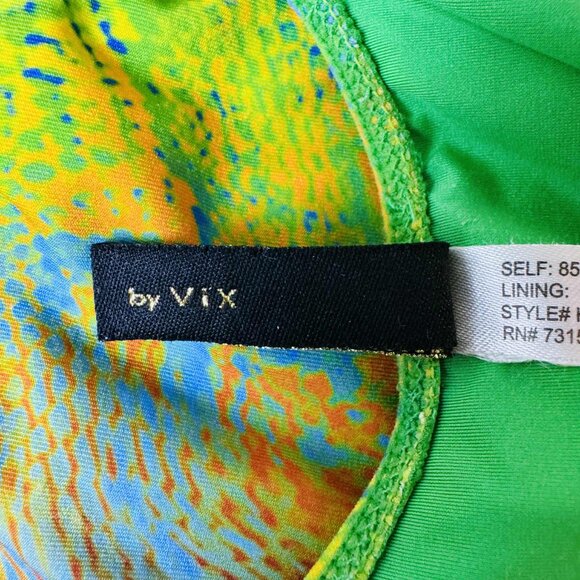 by ViX
SELF: 85
LINING:
STYLE#
RN# 7315